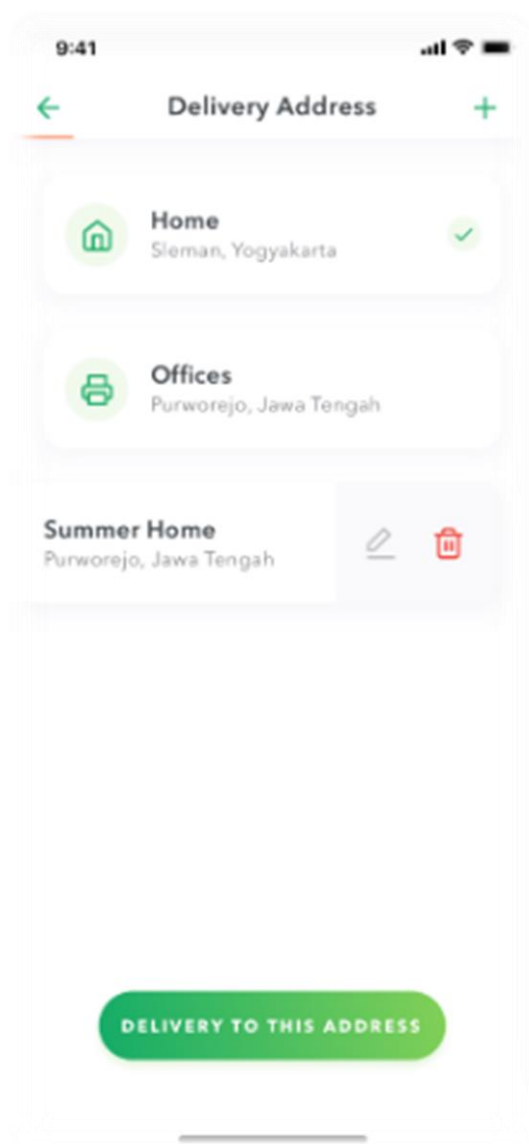 9:41
Delivery Address
Home
Sleman, Yogyakarta
Offices
Purworejo, Jawa Tengah
Summer Home
Purworejo, Jawa Tengah
DELIVERY TO THIS ADDRESS